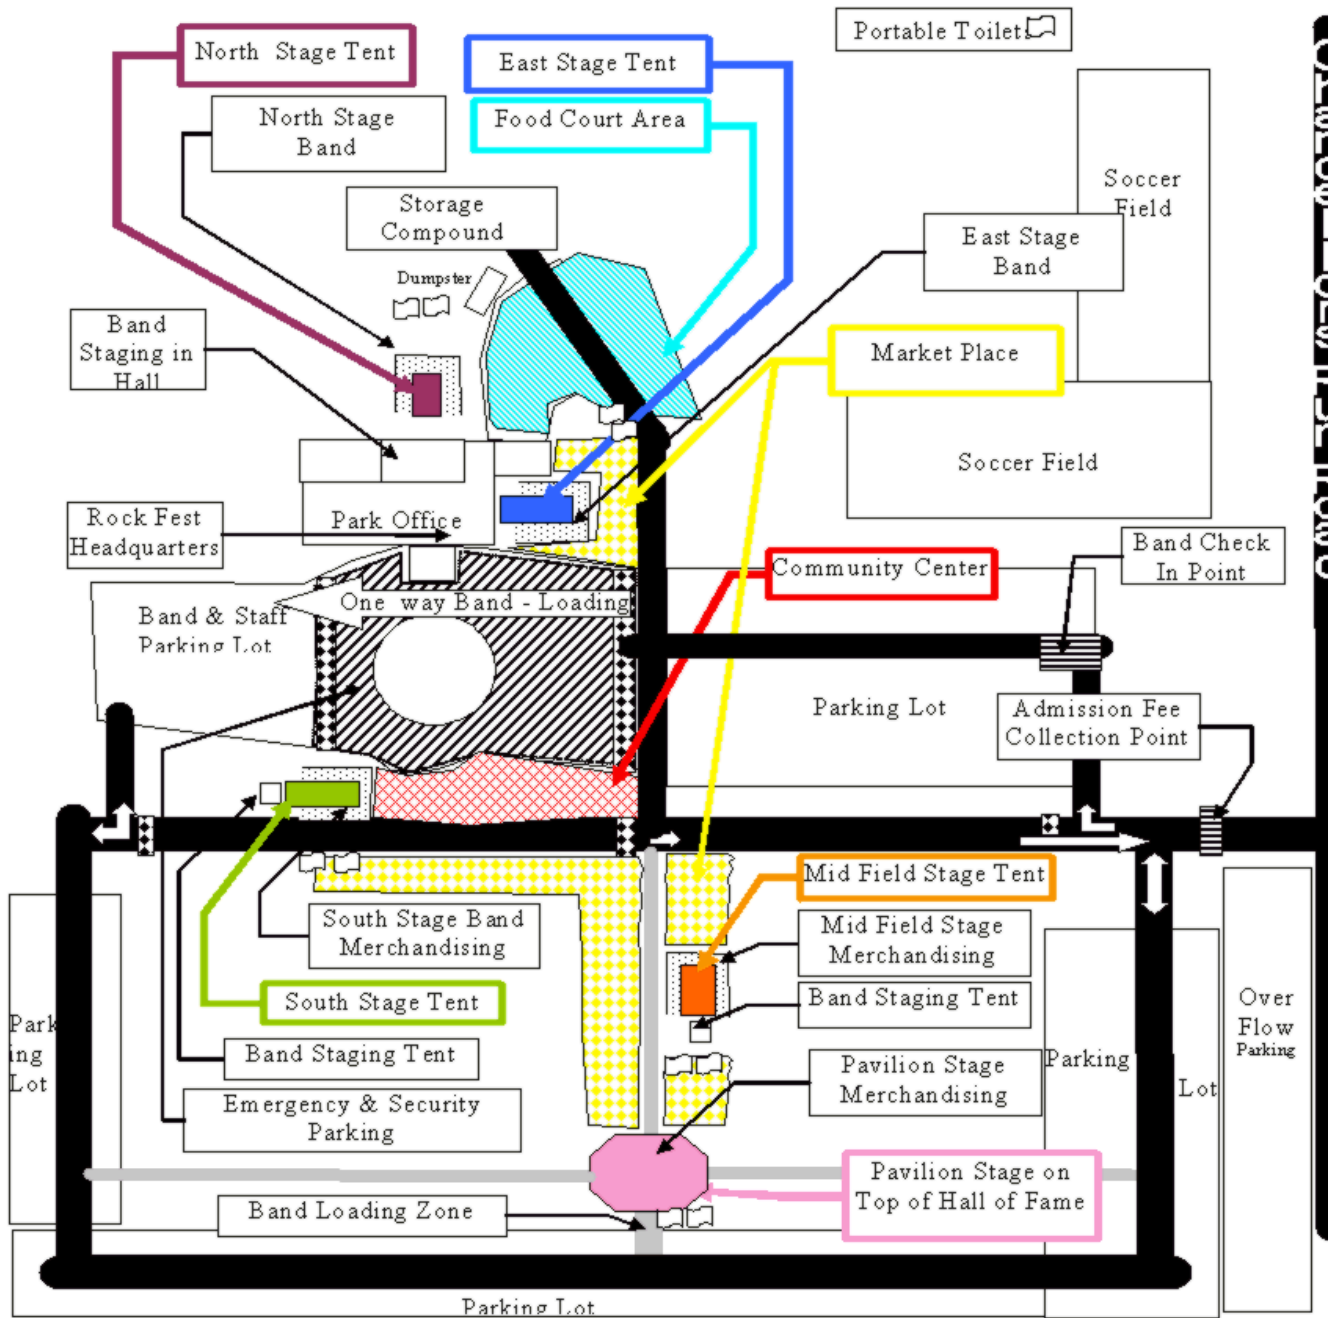 Portable Toilet
North Stage Tent
East Stage Tent
North Stage
Band
Food Court Area
Soccer
Field
Storage
Compound
East Stage
Band
Dumpster
Band
Staging in
Hall
Market Place
Soccer Field
Rock Fest
Headquarters
Park Office
Band Check
In Point
Community Center
One way Band - Loading
Band & Staff
Parking Lot
Parking Lot
Admission Fee
Collection Point
Mid Field Stage Tent
South Stage Band
Merchandising
Mid Field Stage
Merchandising
South Stage Tent
Band Staging Tent
Over
Flow
Parking
Park
ing
Lot
Band Staging Tent
Parking
Lot
Pavilion Stage
Merchandising
Emergency & Security
Parking
Pavilion Stage on
Top of Hall of Fame
Band Loading Zone
Parking Lot